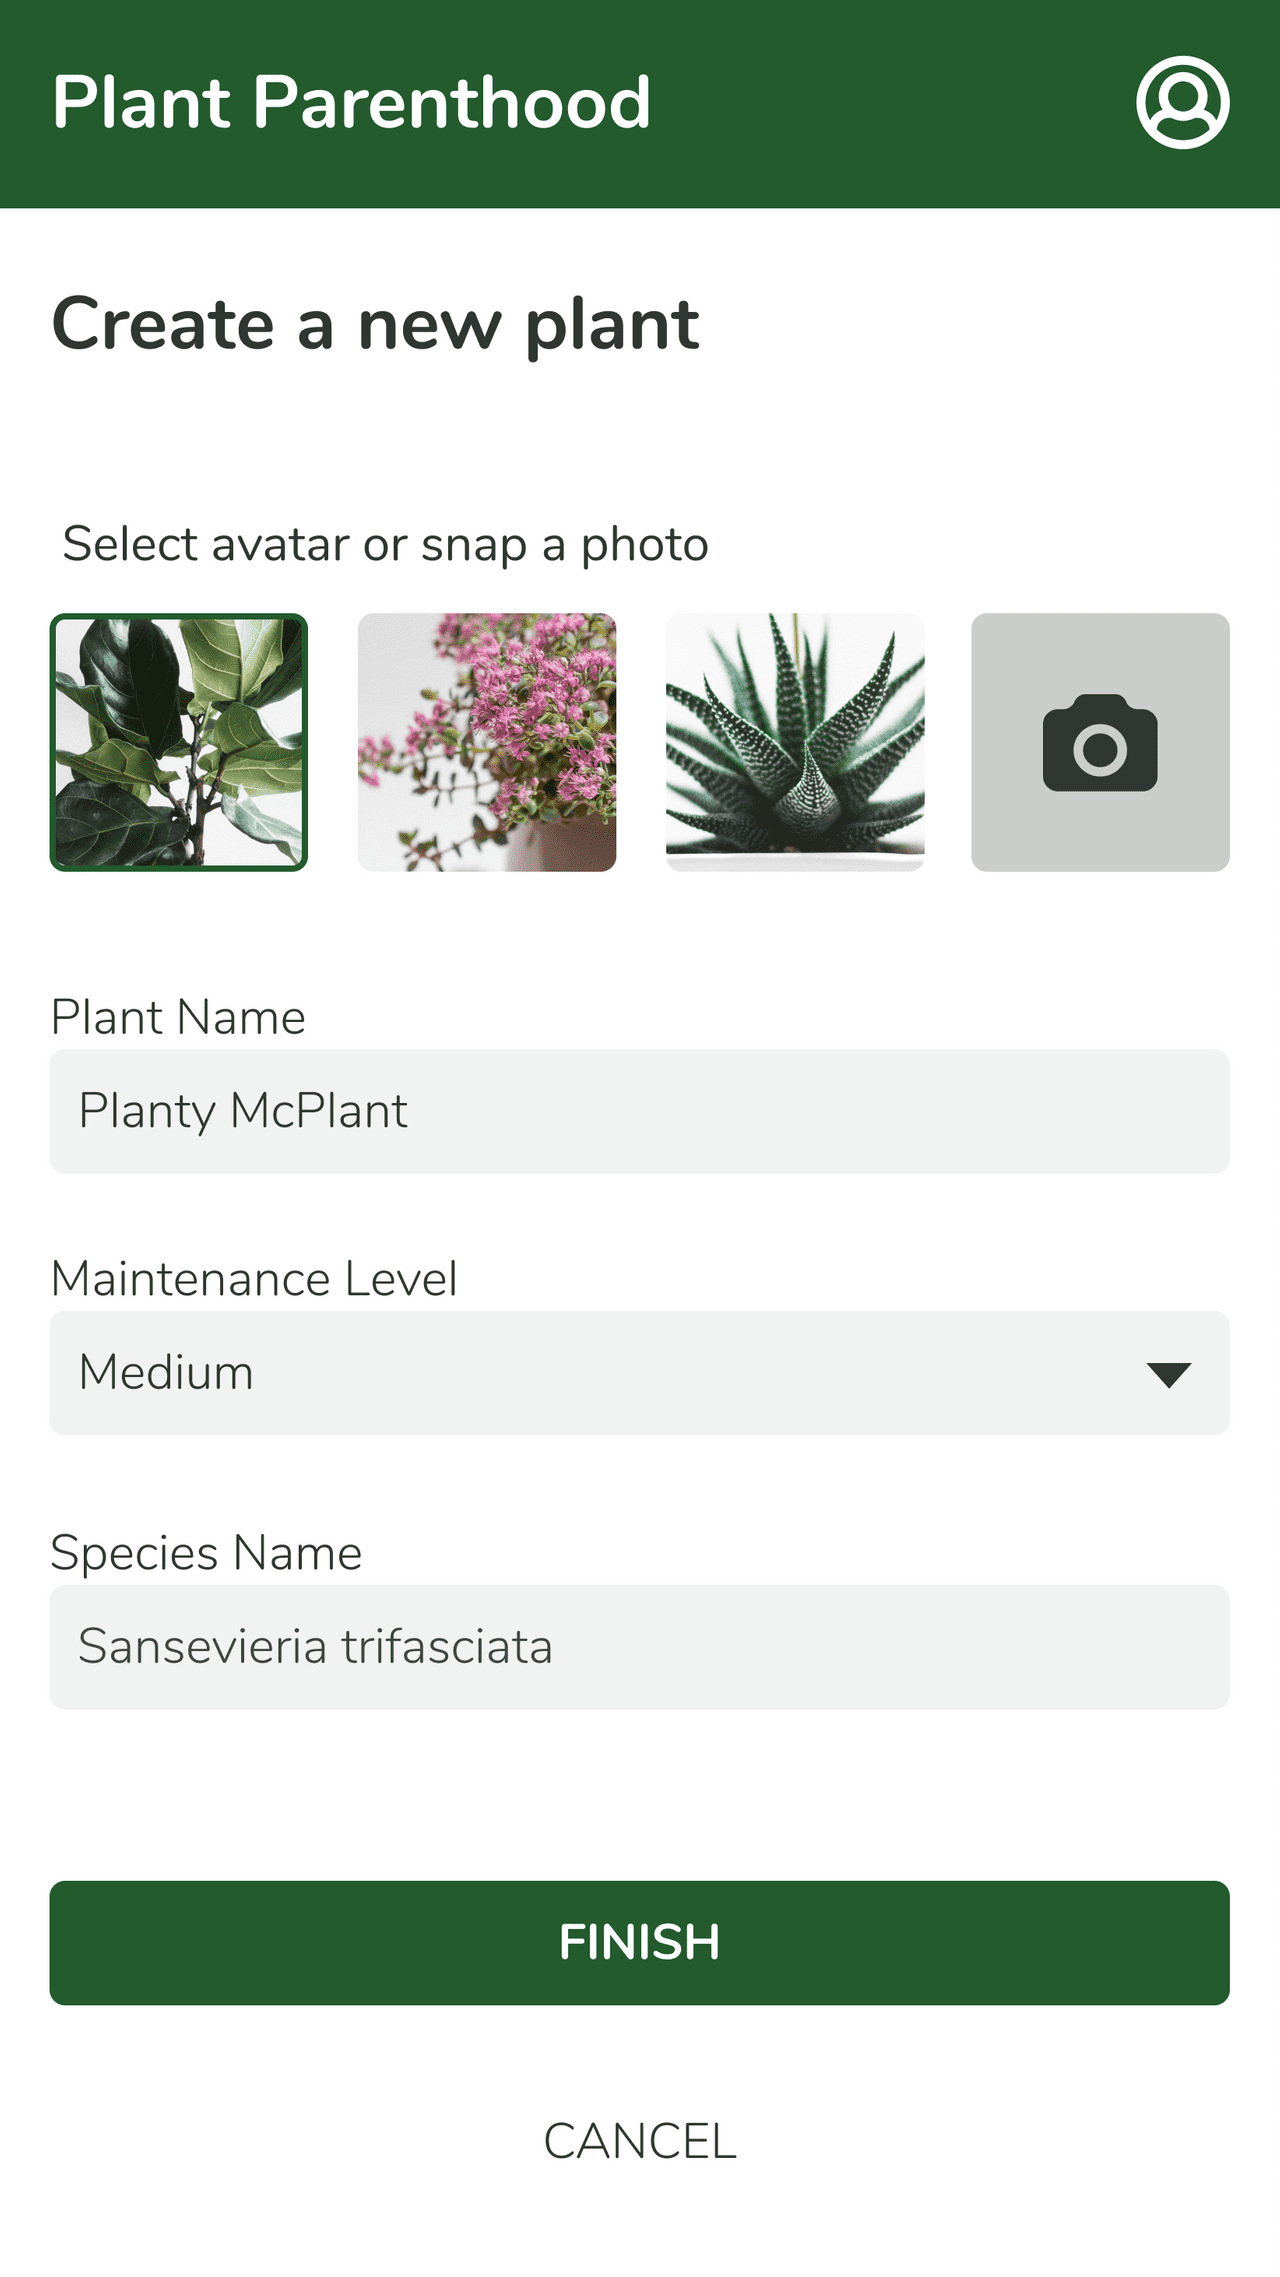 Plant Parenthood
Create a new plant
Select avatar or snap a photo
Plant Name
Planty McPlant
Maintenance Level
Medium
Species Name
Sansevieria trifasciata
FINISH
CANCEL